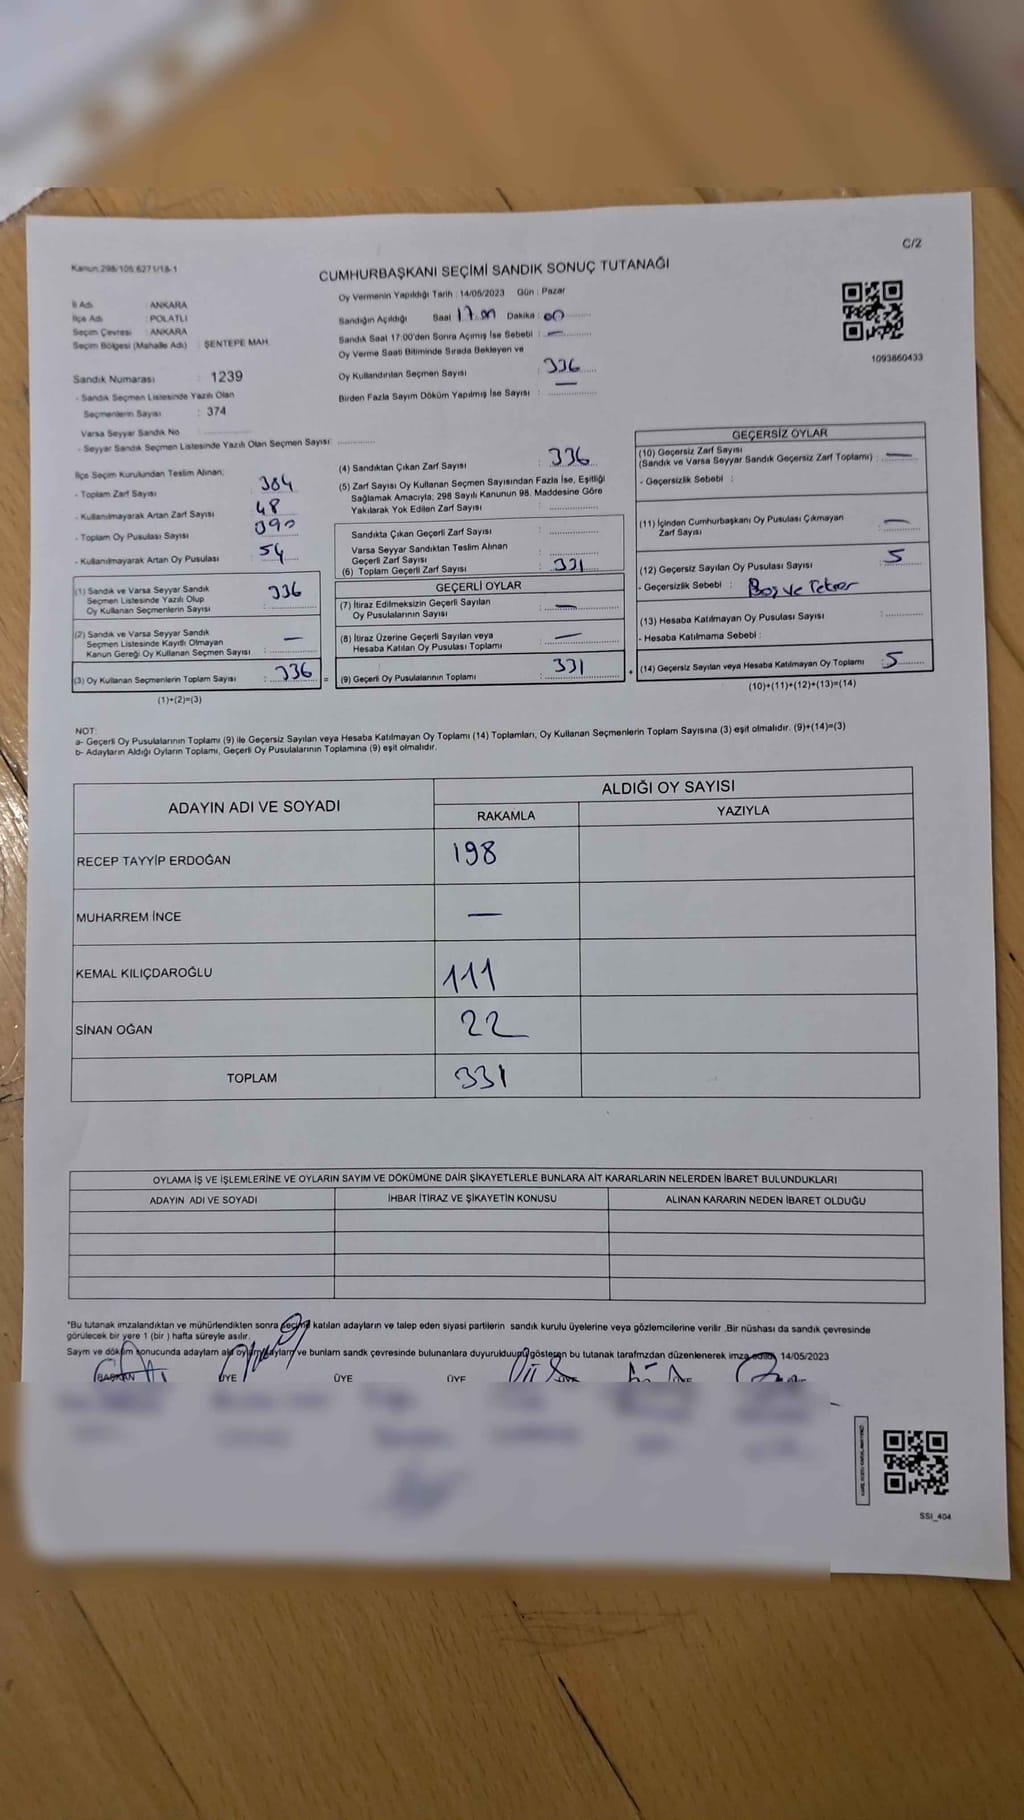 C/2
Kanun:298/105;6271/18-1
CUMHURBAŞKANI SEÇİMİ SANDIK SONUÇ TUTANAĞI
İl Adı : ANKARA
İlçe Adı : POLATLI
Seçim Çevresi : ANKARA
Seçim Bölgesi (Mahalle Adı) : ŞENTEPE MAH.
Oy Vermenin Yapıldığı Tarih : 14/05/2023 Gün : Pazar
Sandığın Açıldığı Saat 17.00 Dakika : 00
Sandık Saat 17:00'den Sonra Açmış İse Sebebi : —
Oy Verme Saati Bitiminde Sırada Bekleyen ve
Oy Kullandırılan Seçmen Sayısı : 336
Birden Fazla Sayım Döküm Yapılmış İse Sayısı : —
1093860433
Sandık Numarası : 1239
- Sandık Seçmen Listesinde Yazılı Olan
Seçmenlerin Sayısı : 374
Varsa Seyyar Sandık No :
- Seyyar Sandık Seçmen Listesinde Yazılı Olan Seçmen Sayısı:
İlçe Seçim Kurulundan Teslim Alınan;
- Toplam Zarf Sayısı : 384
- Kullanılmayarak Artan Zarf Sayısı : 48
- Toplam Oy Pusulası Sayısı : 390
- Kullanılmayarak Artan Oy Pusulası : 54
(1) Sandık ve Varsa Seyyar Sandık
Seçmen Listesinde Yazılı Olup
Oy Kullanan Seçmenlerin Sayısı : 336
(2) Sandık ve Varsa Seyyar Sandık
Seçmen Listesinde Kayıtlı Olmayan
Kanun Gereği Oy Kullanan Seçmen Sayısı : —
(3) Oy Kullanan Seçmenlerin Toplam Sayısı : 336 =
(1)+(2)=(3)
(4) Sandıktan Çıkan Zarf Sayısı : 336
(5) Zarf Sayısı Oy Kullanan Seçmen Sayısından Fazla İse, Eşitliği
Sağlamak Amacıyla; 298 Sayılı Kanunun 98. Maddesine Göre
Yakılarak Yok Edilen Zarf Sayısı :
Sandıkta Çıkan Geçerli Zarf Sayısı :
Varsa Seyyar Sandıktan Teslim Alınan
Geçerli Zarf Sayısı :
(6) Toplam Geçerli Zarf Sayısı : 331
GEÇERLİ OYLAR
(7) İtiraz Edilmeksizin Geçerli Sayılan
Oy Pusulalarının Sayısı : —
(8) İtiraz Üzerine Geçerli Sayılan veya
Hesaba Katılan Oy Pusulası Toplamı : —
(9) Geçerli Oy Pusulalarının Toplamı : 331 +
GEÇERSİZ OYLAR
(10) Geçersiz Zarf Sayısı
(Sandık ve Varsa Seyyar Sandık Geçersiz Zarf Toplamı) : —
- Geçersizlik Sebebi :
(11) İçinden Cumhurbaşkanı Oy Pusulası Çıkmayan
Zarf Sayısı : —
(12) Geçersiz Sayılan Oy Pusulası Sayısı : 5
- Geçersizlik Sebebi : Boş ve Tekrar
(13) Hesaba Katılmayan Oy Pusulası Sayısı :
- Hesaba Katılmama Sebebi :
(14) Geçersiz Sayılan veya Hesaba Katılmayan Oy Toplamı : 5
(10)+(11)+(12)+(13)=(14)
NOT:
a- Geçerli Oy Pusulalarının Toplamı (9) ile Geçersiz Sayılan veya Hesaba Katılmayan Oy Toplamı (14) Toplamları, Oy Kullanan Seçmenlerin Toplam Sayısına (3) eşit olmalıdır. (9)+(14)=(3)
b- Adayların Aldığı Oyların Toplamı, Geçerli Oy Pusulalarının Toplamına (9) eşit olmalıdır.
ADAYIN ADI VE SOYADI
ALDIĞI OY SAYISI
RAKAMLA YAZIYLA
RECEP TAYYİP ERDOĞAN 198
MUHARREM İNCE —
KEMAL KILIÇDAROĞLU 111
SİNAN OĞAN 22
TOPLAM 331
OYLAMA İŞ VE İŞLEMLERİNE VE OYLARIN SAYIM VE DÖKÜMÜNE DAİR ŞİKAYETLERLE BUNLARA AİT KARARLARIN NELERDEN İBARET BULUNDUKLARI
ADAYIN ADI VE SOYADI İHBAR İTİRAZ VE ŞİKAYETİN KONUSU ALINAN KARARIN NEDEN İBARET OLDUĞU
*Bu tutanak imzalandıktan ve mühürlendikten sonra seçime katılan adayların ve talep eden siyasi partilerin sandık kurulu üyelerine veya gözlemcilerine verilir .Bir nüshası da sandık çevresinde
görülecek bir yere 1 (bir ) hafta süreyle asılır.
Sayım ve döküm sonucunda adayların ve bunların sandık çevresinde bulunanlara duyurulduğunu gösteren bu tutanak tarafımızdan düzenlenerek imza edildi. 14/05/2023
BAŞKAN ÜYE ÜYE ÜYE ÜYE ÜYE
SSI_404